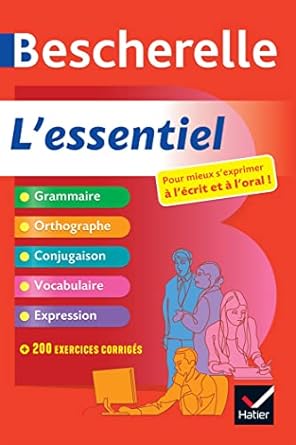 Bescherelle
L'essentiel
Pour mieux s'exprimer
à l'écrit et à l'oral !
Grammaire
Orthographe
Conjugaison
Vocabulaire
Expression
+ 200 EXERCICES CORRIGÉS
Hatier